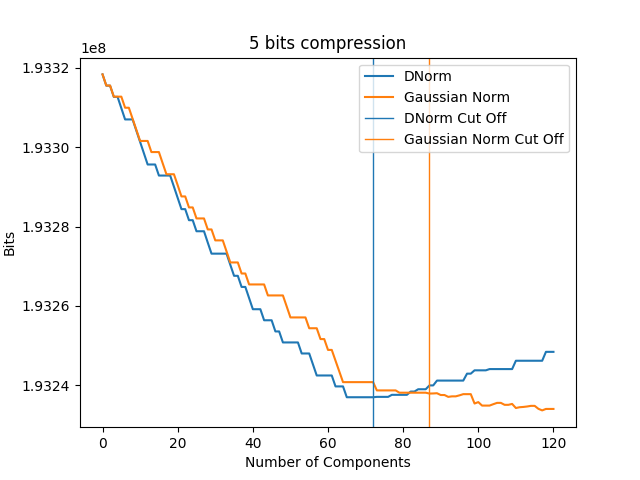 5 bits compression
1e8
1.9332
1.9330
1.9328
1.9326
1.9324
Bits
DNorm
Gaussian Norm
DNorm Cut Off
Gaussian Norm Cut Off
0 20 40 60 80 100 120
Number of Components